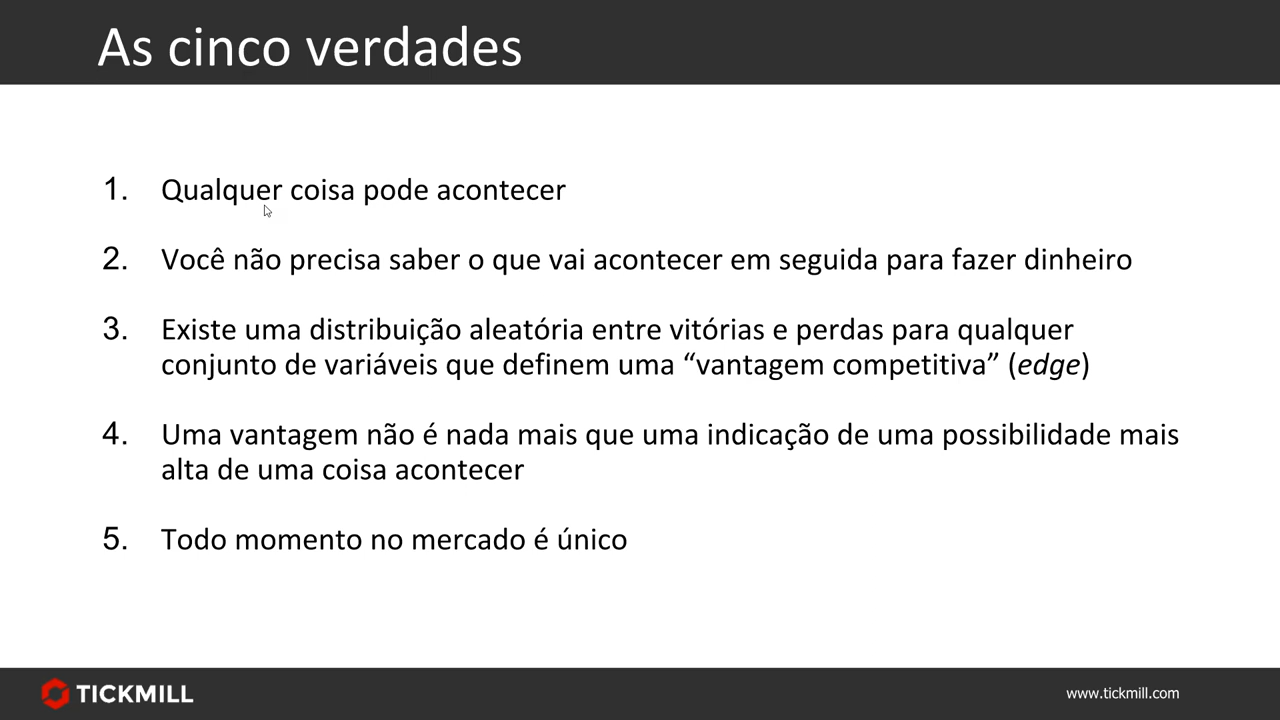 As cinco verdades
1. Qualquer coisa pode acontecer
2. Você não precisa saber o que vai acontecer em seguida para fazer dinheiro
3. Existe uma distribuição aleatória entre vitórias e perdas para qualquer
conjunto de variáveis que definem uma “vantagem competitiva” (edge)
4. Uma vantagem não é nada mais que uma indicação de uma possibilidade mais
alta de uma coisa acontecer
5. Todo momento no mercado é único
TICKMILL
www.tickmill.com